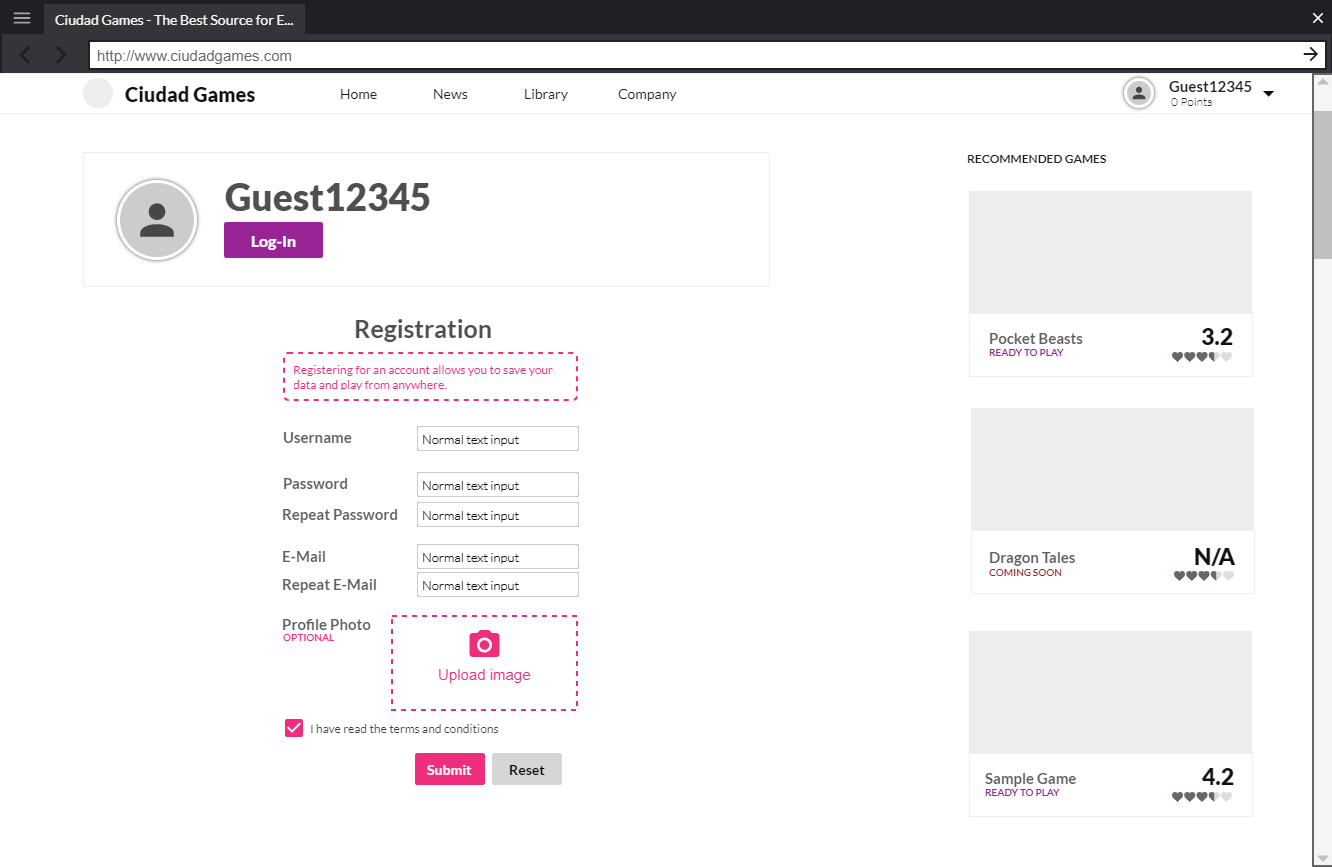 Ciudad Games - The Best Source for E...
http://www.ciudadgames.com
Ciudad Games
Home
News
Library
Company
Guest12345
0 Points
Guest12345
Log-In
Registration
Registering for an account allows you to save your
data and play from anywhere.
Username
Normal text input
Password
Normal text input
Repeat Password
Normal text input
E-Mail
Normal text input
Repeat E-Mail
Normal text input
Profile Photo
OPTIONAL
Upload image
I have read the terms and conditions
Submit
Reset
RECOMMENDED GAMES
Pocket Beasts
READY TO PLAY
3.2
Dragon Tales
COMING SOON
N/A
Sample Game
READY TO PLAY
4.2